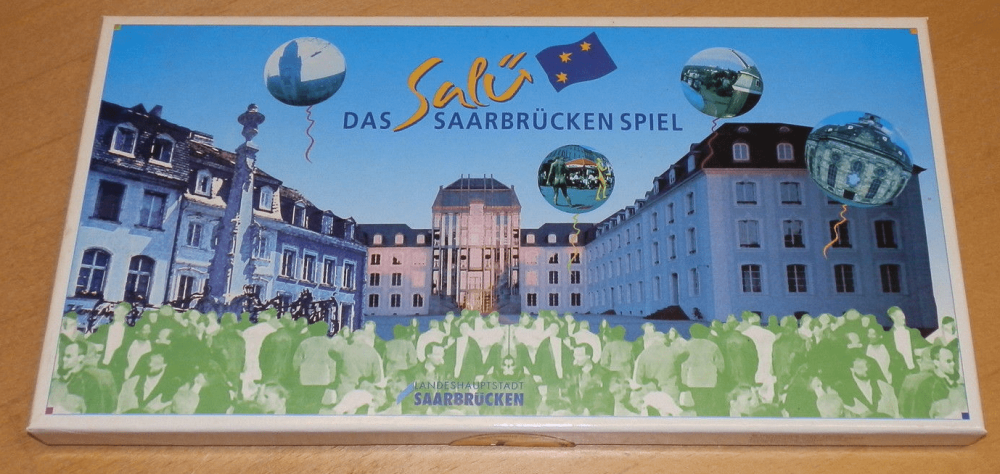 Salü
DAS SAARBRÜCKEN SPIEL
LANDESHAUPTSTADT
SAARBRÜCKEN